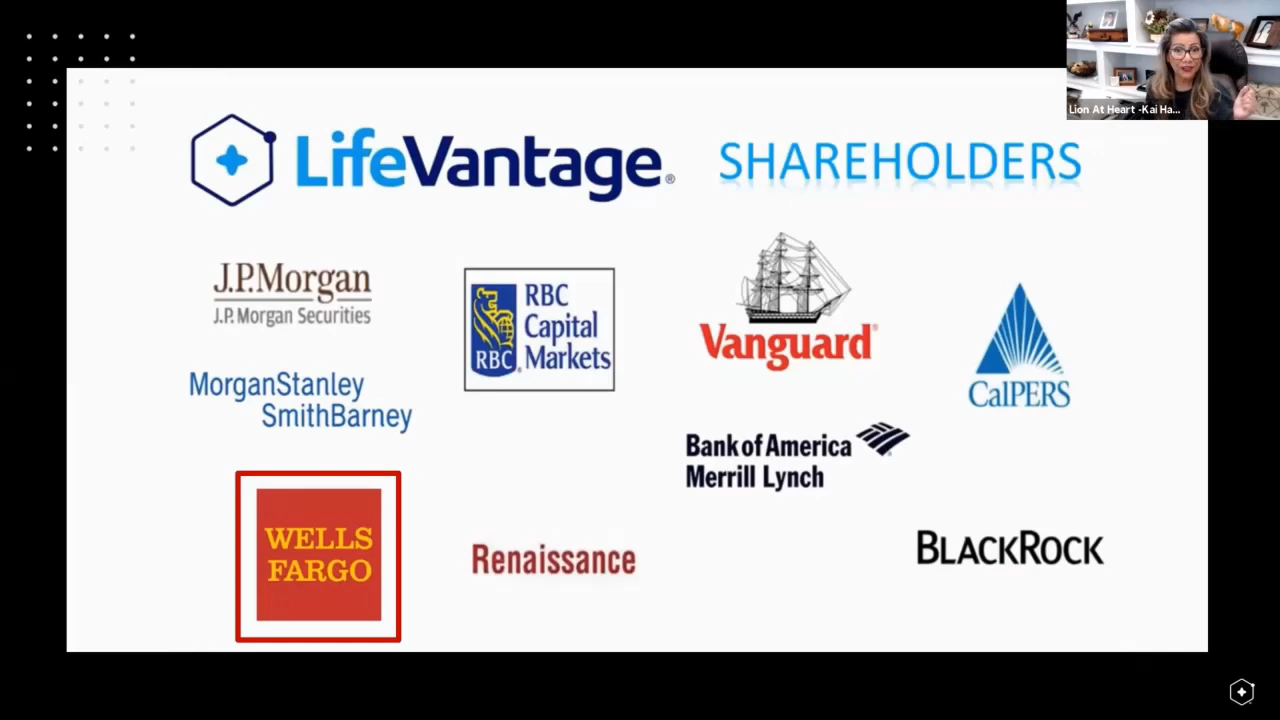 Lion At Heart -Kai Ha...
LifeVantage® SHAREHOLDERS
J.P.Morgan
J.P. Morgan Securities
RBC
Capital
Markets
RBC®
Vanguard®
CalPERS
MorganStanley
SmithBarney
Bank of America
Merrill Lynch
WELLS
FARGO
Renaissance
BLACKROCK